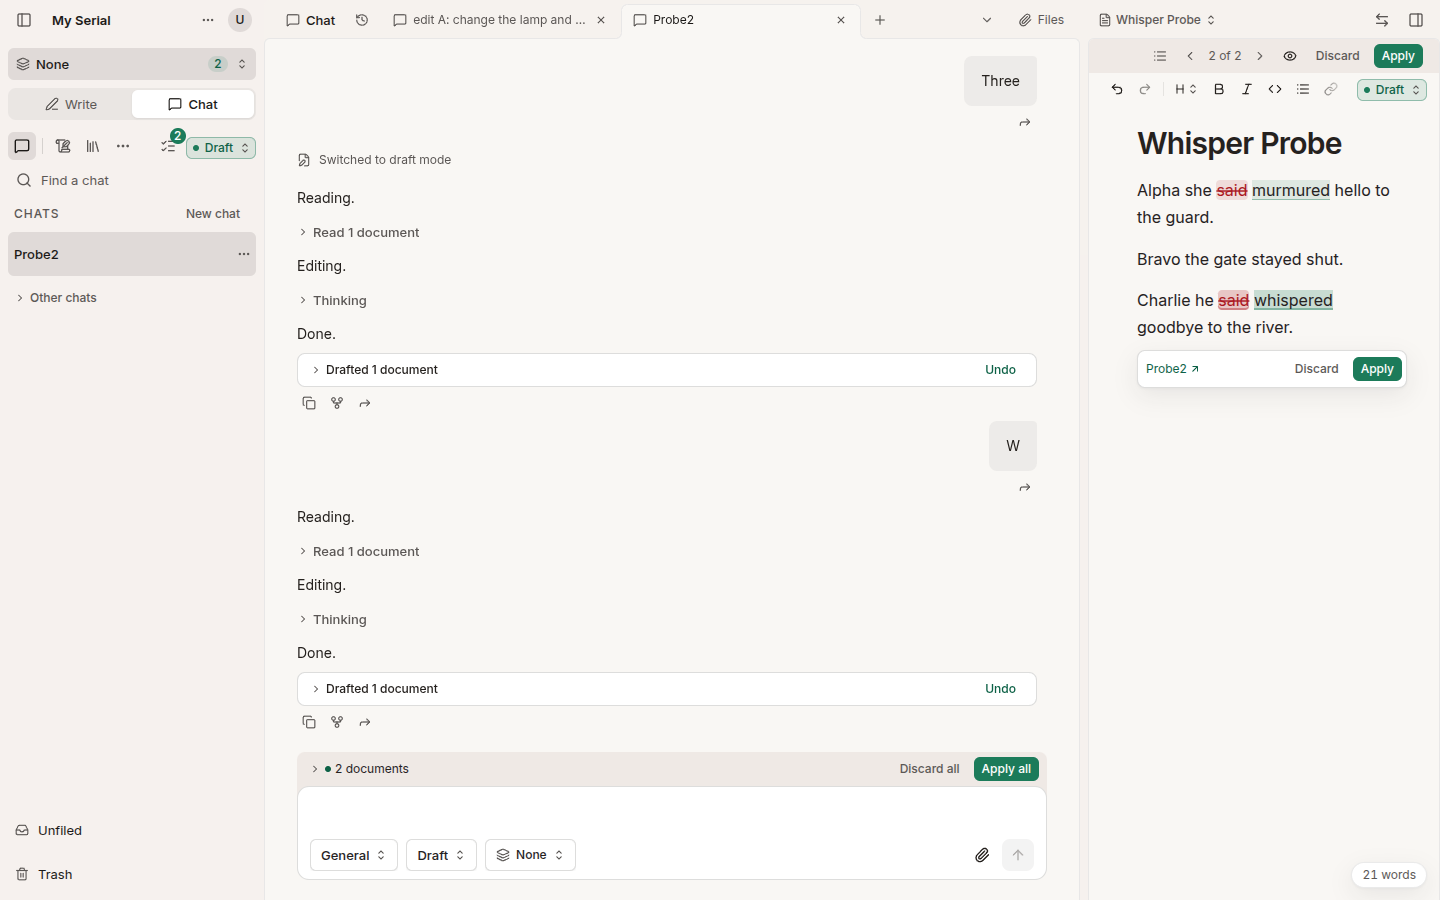 My Serial
U
None
2
Write
Chat
2
Draft
Find a chat
CHATS
New chat
Probe2
Other chats
Unfiled
Trash
Chat
edit A: change the lamp and ...
Probe2
Files
Three
Switched to draft mode
Reading.
Read 1 document
Editing.
Thinking
Done.
Drafted 1 document
Undo
W
Reading.
Read 1 document
Editing.
Thinking
Done.
Drafted 1 document
Undo
2 documents
Discard all
Apply all
General
Draft
None
Whisper Probe
2 of 2
Discard
Apply
H
B
I
Draft
Whisper Probe
Alpha she said murmured hello to
the guard.
Bravo the gate stayed shut.
Charlie he said whispered
goodbye to the river.
Probe2
Discard
Apply
21 words